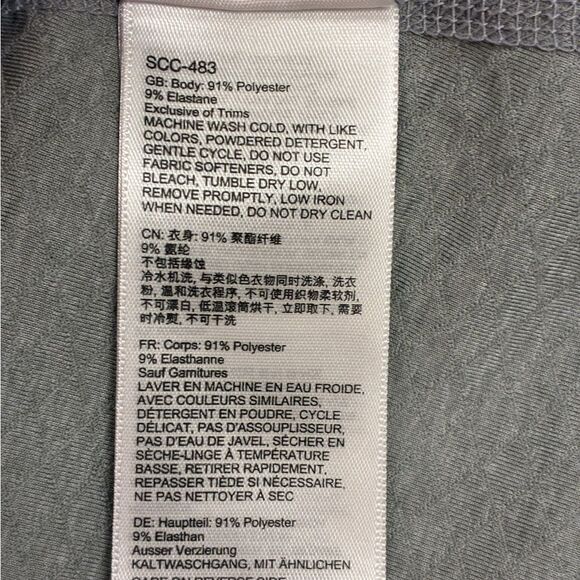 SCC-483
GB: Body: 91% Polyester
9% Elastane
Exclusive of Trims
MACHINE WASH COLD, WITH LIKE
COLORS, POWDERED DETERGENT,
GENTLE CYCLE, DO NOT USE
FABRIC SOFTENERS, DO NOT
BLEACH, TUMBLE DRY LOW,
REMOVE PROMPTLY, LOW IRON
WHEN NEEDED, DO NOT DRY CLEAN
CN: 衣身: 91% 聚酯纤维
9% 氨纶
不包括缘蚀
冷水机洗, 与类似色衣物同时洗涤, 洗衣
粉, 温和洗衣程序, 不可使用织物柔软剂,
不可漂白, 低温滚筒烘干, 立即取下, 需要
时冷熨, 不可干洗
FR: Corps: 91% Polyester
9% Elasthanne
Sauf Garnitures
LAVER EN MACHINE EN EAU FROIDE,
AVEC COULEURS SIMILAIRES,
DÉTERGENT EN POUDRE, CYCLE
DÉLICAT, PAS D'ASSOUPLISSEUR,
PAS D'EAU DE JAVEL, SÉCHER EN
SÈCHE-LINGE À TEMPÉRATURE
BASSE, RETIRER RAPIDEMENT,
REPASSER TIÈDE SI NÉCESSAIRE,
NE PAS NETTOYER À SEC
DE: Hauptteil: 91% Polyester
9% Elasthan
Ausser Verzierung
KALTWASCHGANG, MIT ÄHNLICHEN
CARE ON REVERSE SIDE